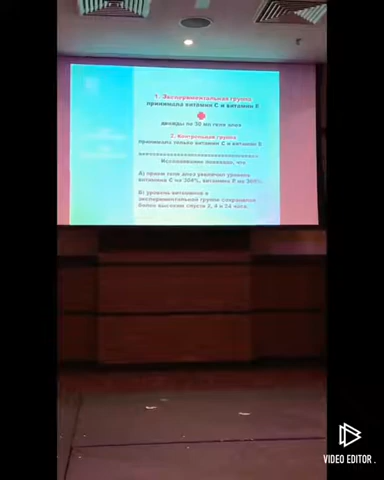 1. Экспериментальная группа
принимала витамин С и витамин Е
дважды по 30 мл геля алоэ
2. Контрольная группа
принимала только витамин С и витамин Е
Исследование показало, что
А) прием геля алоэ увеличил уровень
витамина С на 304%, витамина Е на
В) уровень витаминов в
экспериментальной группе сохранялся
более высоким спустя 2, 4 и 24 часа.
VIDEO EDITOR .